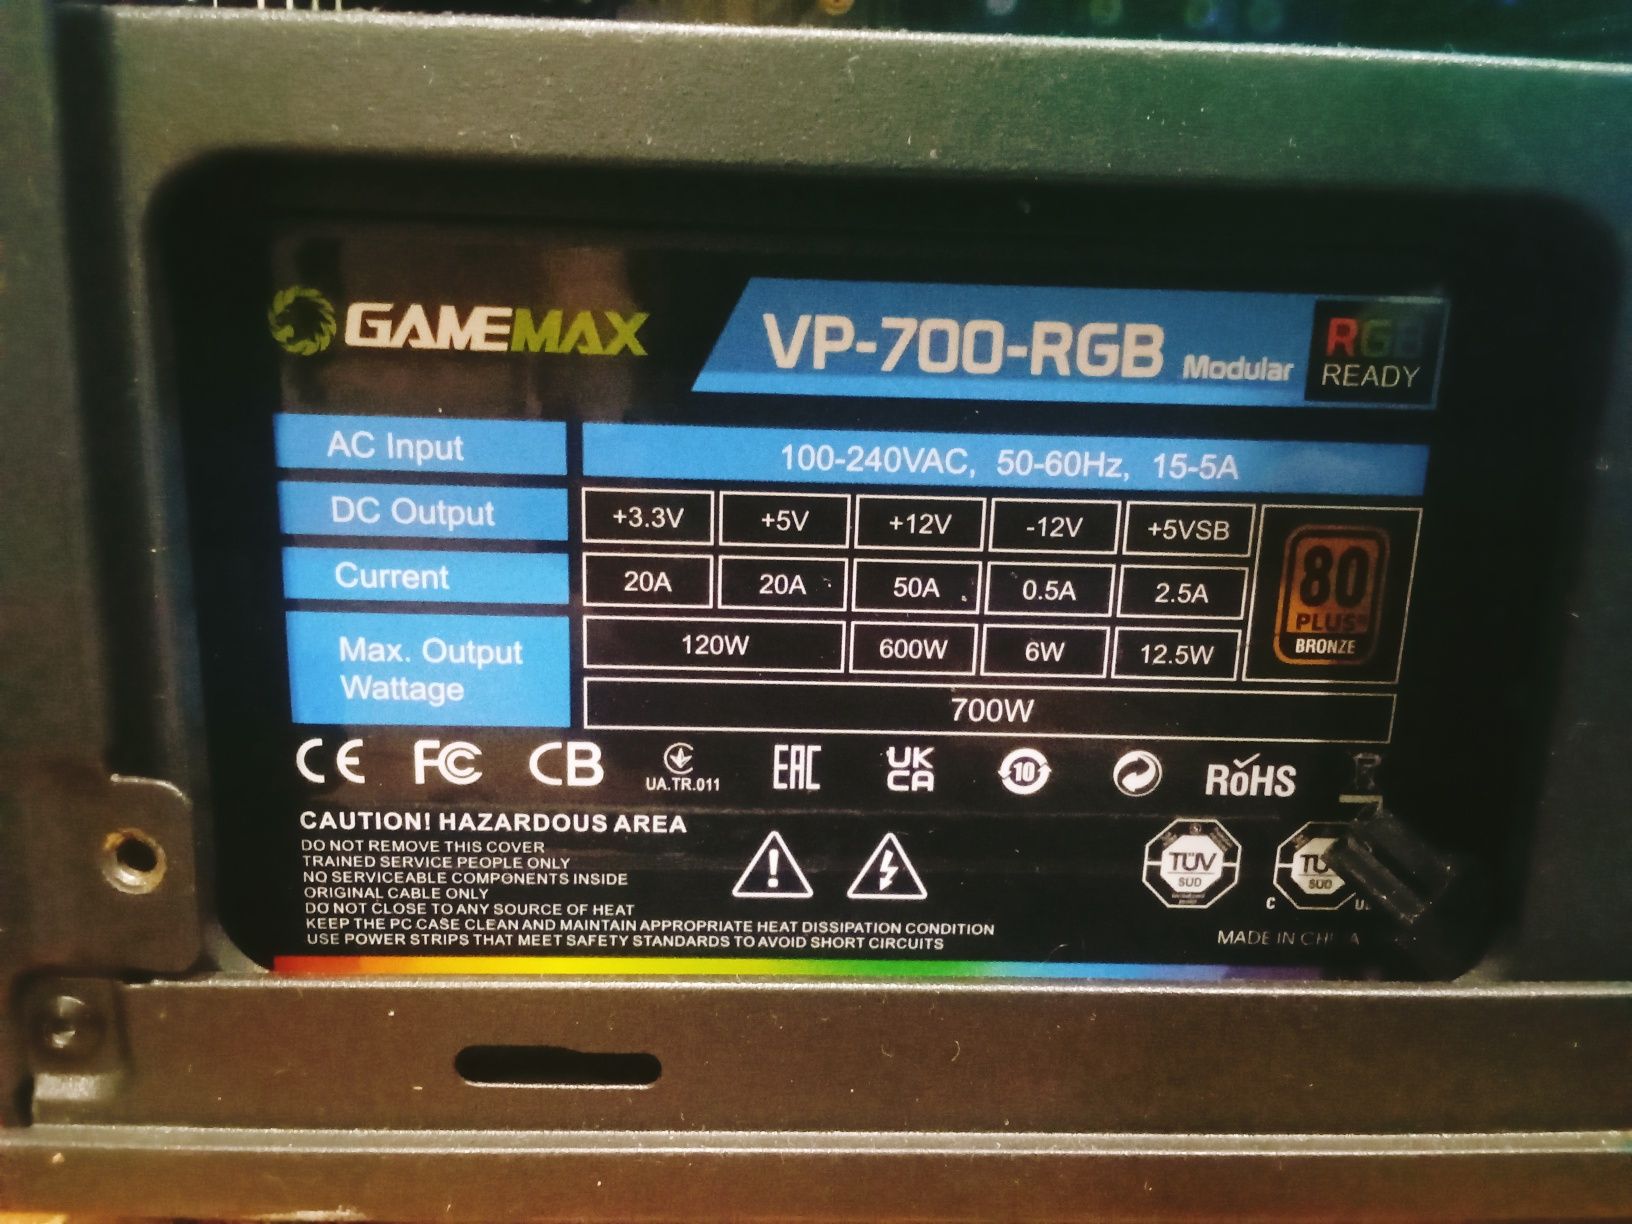 GAMEMAX
VP-700-RGB Modular
RGB
READY
AC Input 100-240VAC, 50-60Hz, 15-5A
DC Output +3.3V +5V +12V -12V +5VSB
Current 20A 20A 50A 0.5A 2.5A
Max. Output Wattage 120W 600W 6W 12.5W
700W
80
PLUS
BRONZE
CE FC CB UA.TR.011 EAC UK CA 10 RoHS
CAUTION! HAZARDOUS AREA
DO NOT REMOVE THIS COVER
TRAINED SERVICE PEOPLE ONLY
NO SERVICEABLE COMPONENTS INSIDE
ORIGINAL CABLE ONLY
DO NOT CLOSE TO ANY SOURCE OF HEAT
KEEP THE PC CASE CLEAN AND MAINTAIN APPROPRIATE HEAT DISSIPATION CONDITION
USE POWER STRIPS THAT MEET SAFETY STANDARDS TO AVOID SHORT CIRCUITS
TÜV
SÜD
SÜD
C
MADE IN